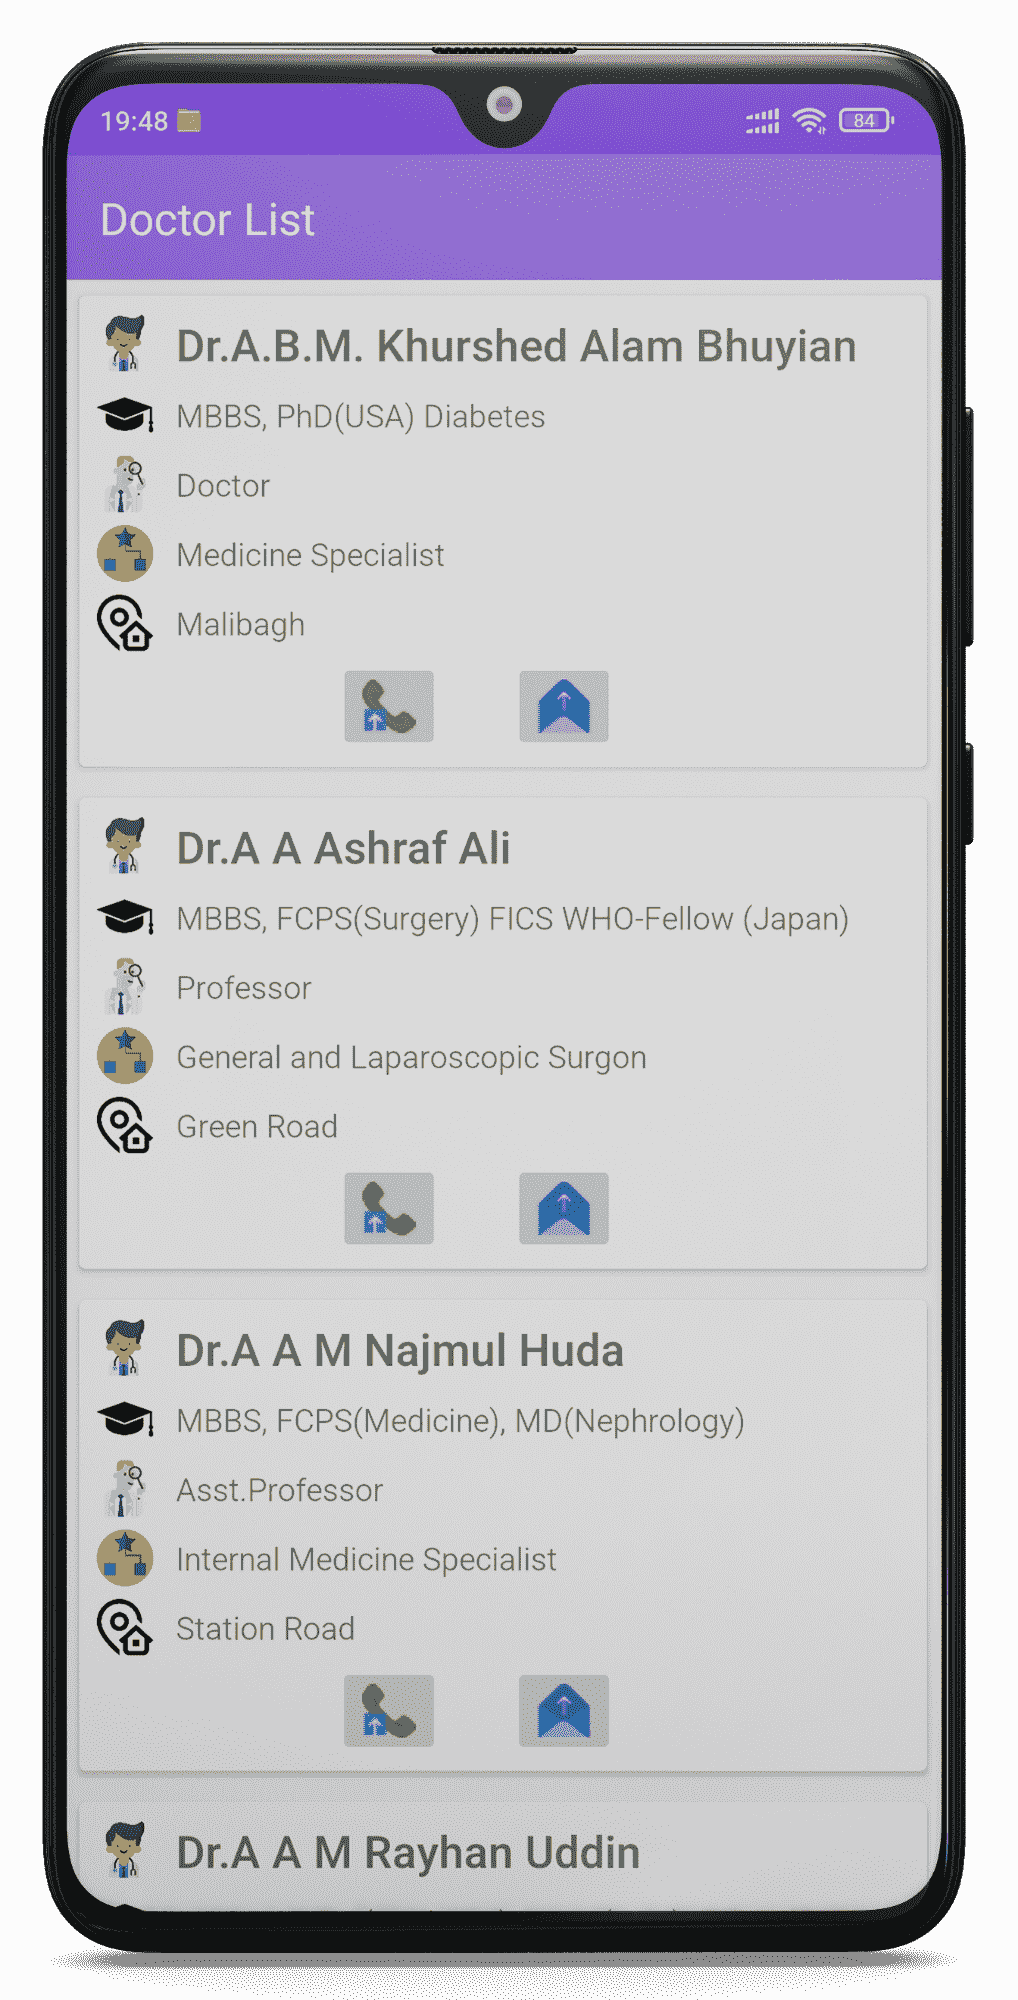 19:48
84
Doctor List
Dr.A.B.M. Khurshed Alam Bhuyian
MBBS, PhD(USA) Diabetes
Doctor
Medicine Specialist
Malibagh
Dr.A A Ashraf Ali
MBBS, FCPS(Surgery) FICS WHO-Fellow (Japan)
Professor
General and Laparoscopic Surgon
Green Road
Dr.A A M Najmul Huda
MBBS, FCPS(Medicine), MD(Nephrology)
Asst.Professor
Internal Medicine Specialist
Station Road
Dr.A A M Rayhan Uddin